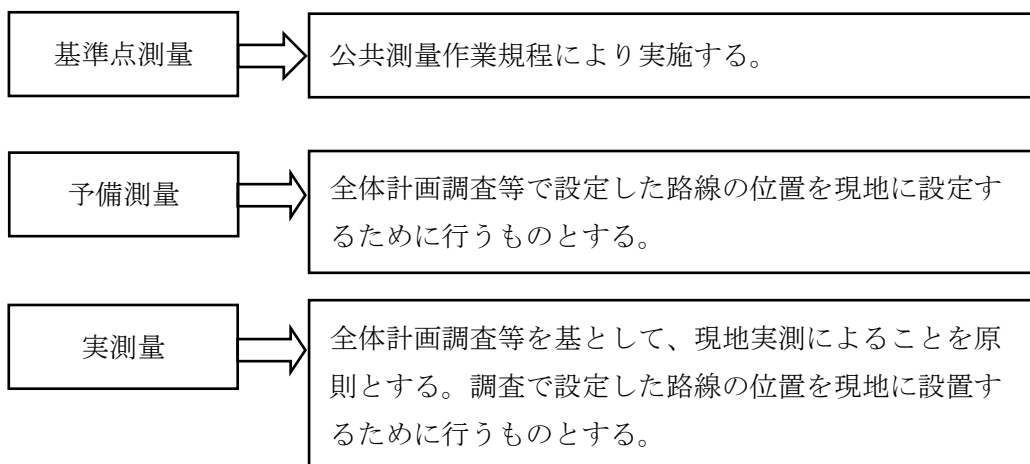 基準点測量
公共測量作業規程により実施する。
予備測量
全体計画調査等で設定した路線の位置を現地に設定す
るために行うものとする。
実測量
全体計画調査等を基として、現地実測によることを原
則とする。調査で設定した路線の位置を現地に設置す
るために行うものとする。